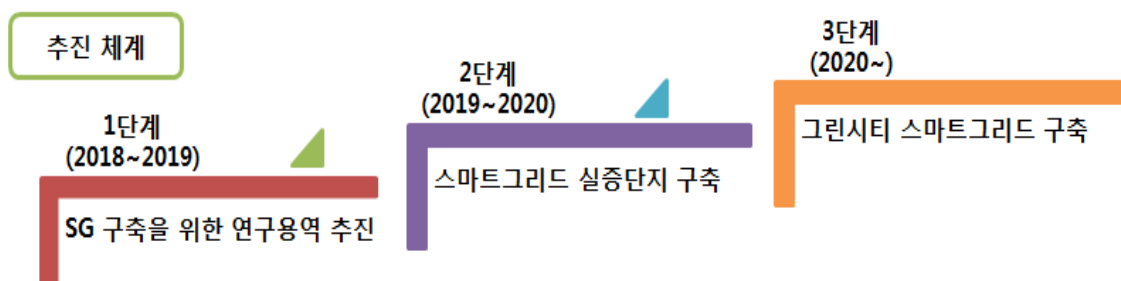 추진 체계
1단계
(2018~2019)
SG 구축을 위한 연구용역 추진
2단계
(2019~2020)
스마트그리드 실증단지 구축
3단계
(2020~)
그린시티 스마트그리드 구축